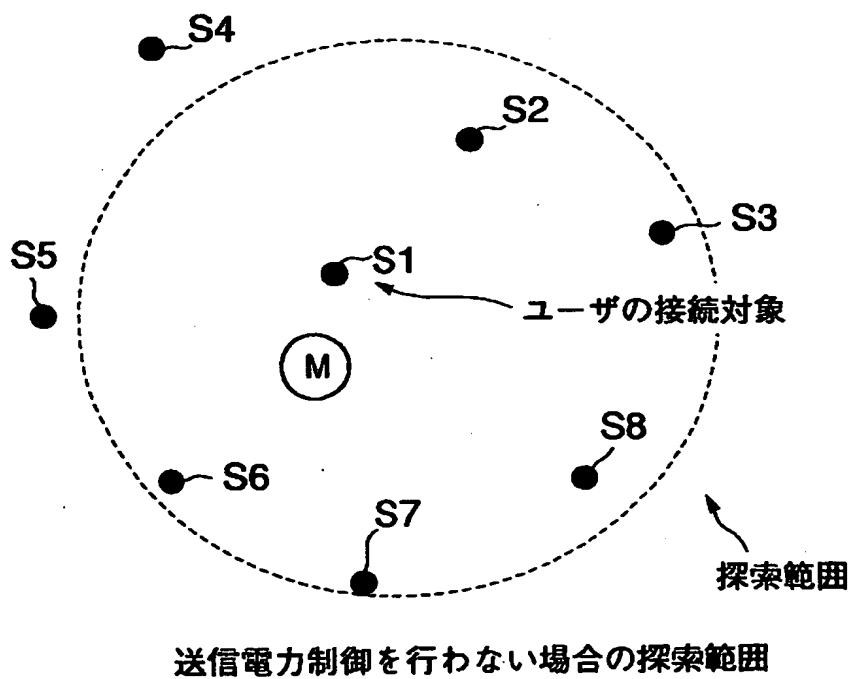 S4
S2
S3
S5
S1
ユーザの接続対象
M
S8
S6
S7
探索範囲
送信電力制御を行わない場合の探索範囲